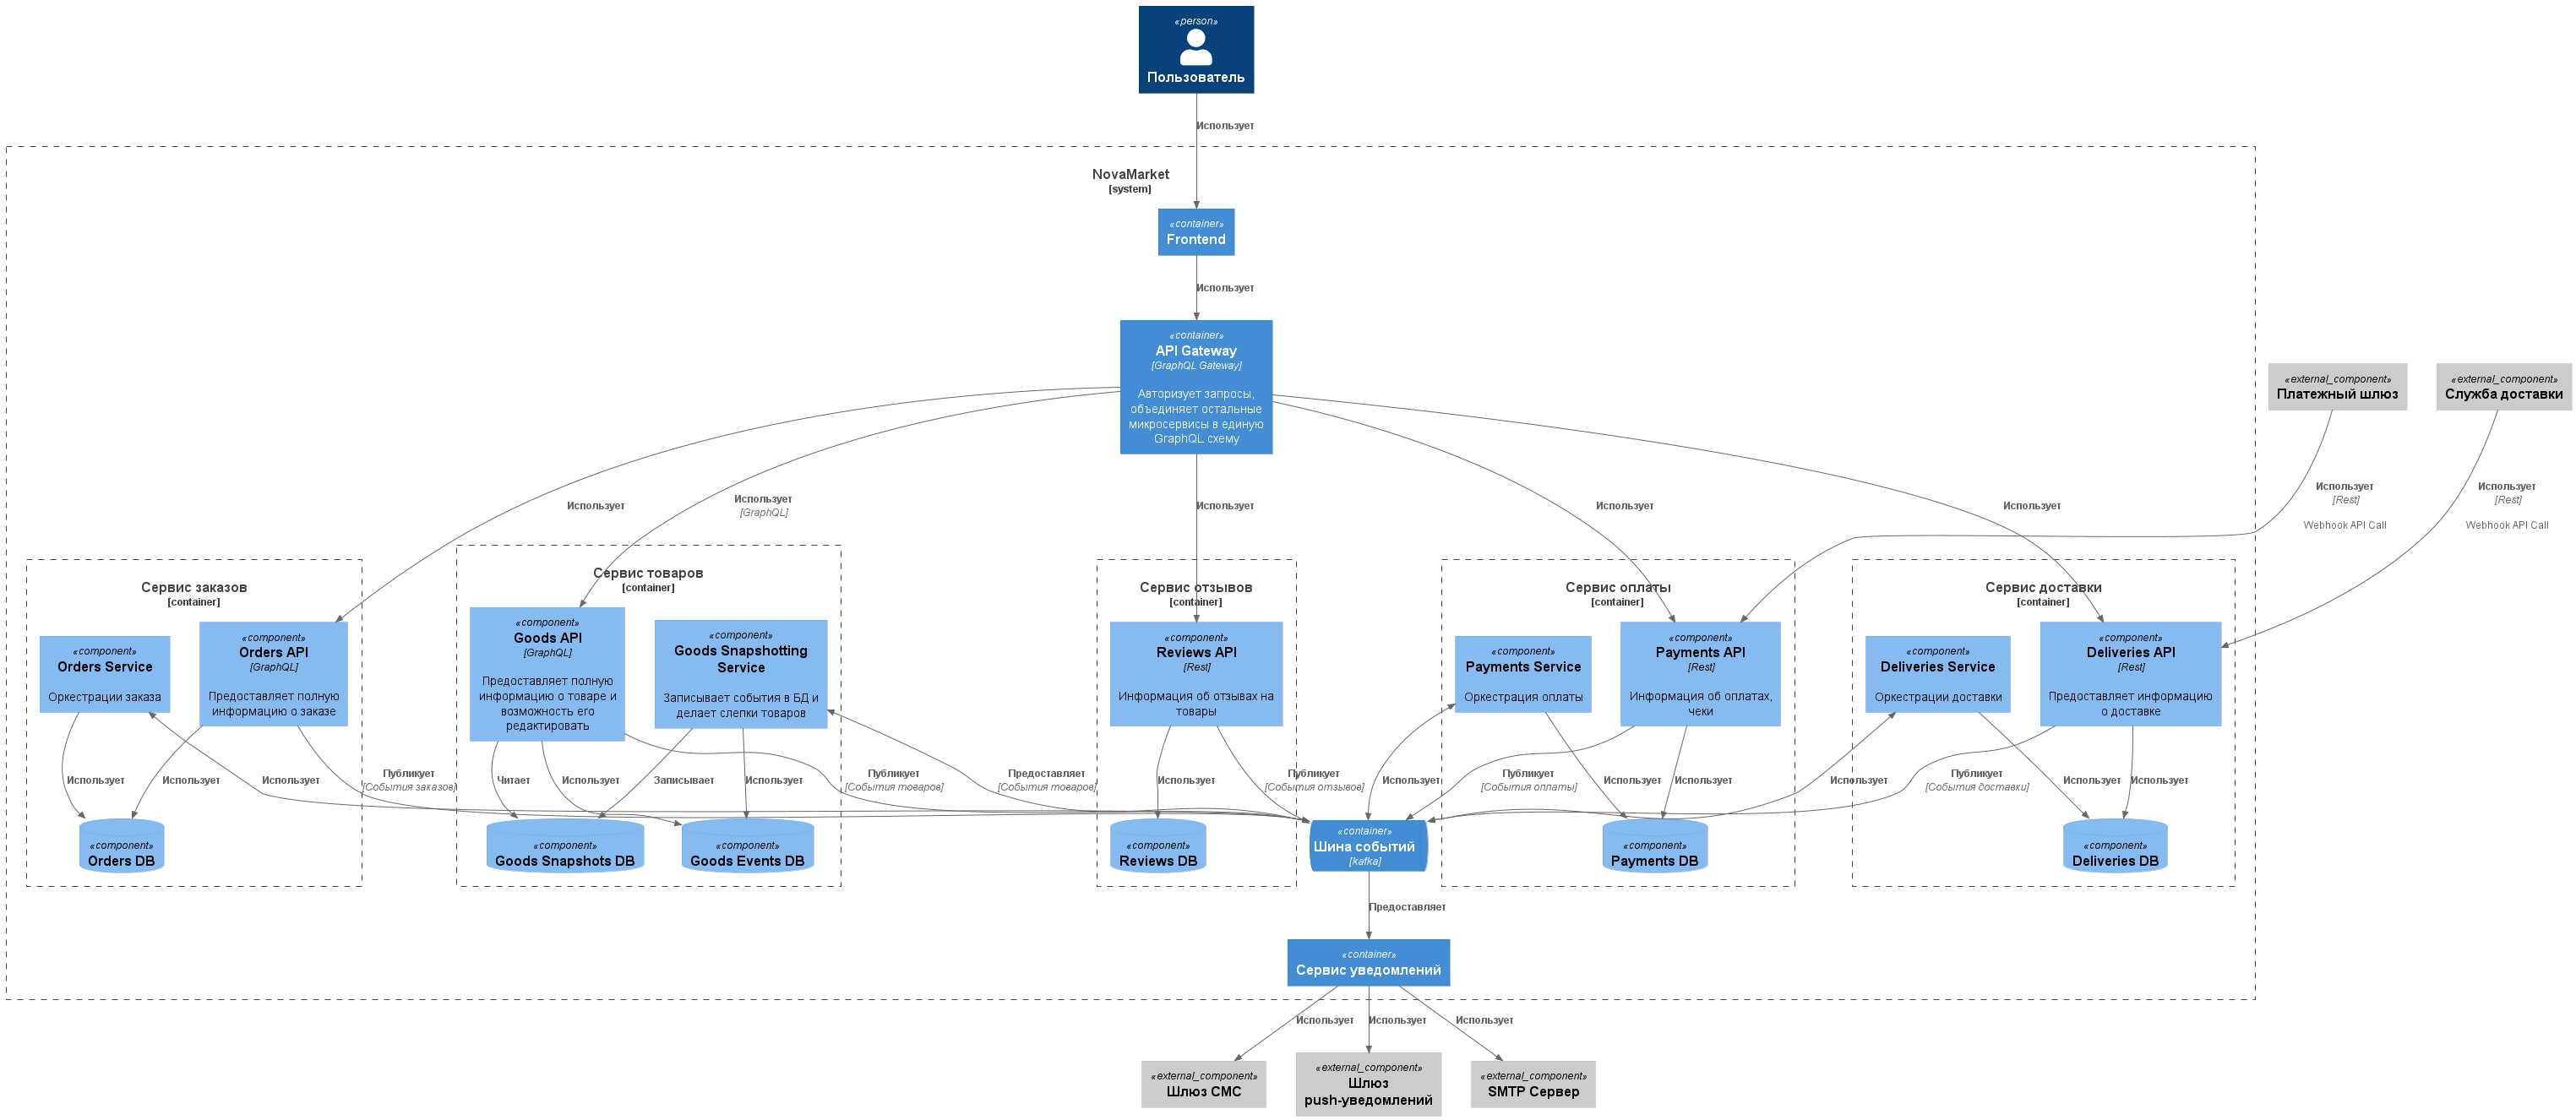 «person»
Пользователь
Использует
NovaMarket
[system]
«container»
Frontend
Использует
«container»
API Gateway
[GraphQL Gateway]
Авторизует запросы,
объединяет остальные
микросервисы в единую
GraphQL схему
«external_component»
Платежный шлюз
«external_component»
Служба доставки
Использует
Использует
[GraphQL]
Использует
Использует
Использует
Использует
[Rest]
Webhook API Call
Использует
[Rest]
Webhook API Call
Сервис заказов
[container]
«component»
Orders Service
Оркестрации заказа
«component»
Orders API
[GraphQL]
Предоставляет полную
информацию о заказе
Сервис товаров
[container]
«component»
Goods API
[GraphQL]
Предоставляет полную
информацию о товаре и
возможность его
редактировать
«component»
Goods Snapshotting
Service
Записывает события в БД и
делает слепки товаров
Сервис отзывов
[container]
«component»
Reviews API
[Rest]
Информация об отзывах на
товары
Сервис оплаты
[container]
«component»
Payments Service
Оркестрация оплаты
«component»
Payments API
[Rest]
Информация об оплатах,
чеки
Сервис доставки
[container]
«component»
Deliveries Service
Оркестрации доставки
«component»
Deliveries API
[Rest]
Предоставляет информацию
о доставке
Использует
Использует
Использует
Публикует
[События заказов]
Читает
Использует
Записывает
Использует
Публикует
[События товаров]
Предоставляет
[События товаров]
Использует
Публикует
[События отзывов]
Использует
Публикует
[События оплаты]
Использует
Использует
Использует
Публикует
[События доставки]
Использует
Использует
«component»
Orders DB
«component»
Goods Snapshots DB
«component»
Goods Events DB
«component»
Reviews DB
«container»
Шина событий
[kafka]
«component»
Payments DB
«component»
Deliveries DB
Предоставляет
«container»
Сервис уведомлений
Использует
Использует
Использует
«external_component»
Шлюз СМС
«external_component»
Шлюз
push-уведомлений
«external_component»
SMTP Сервер